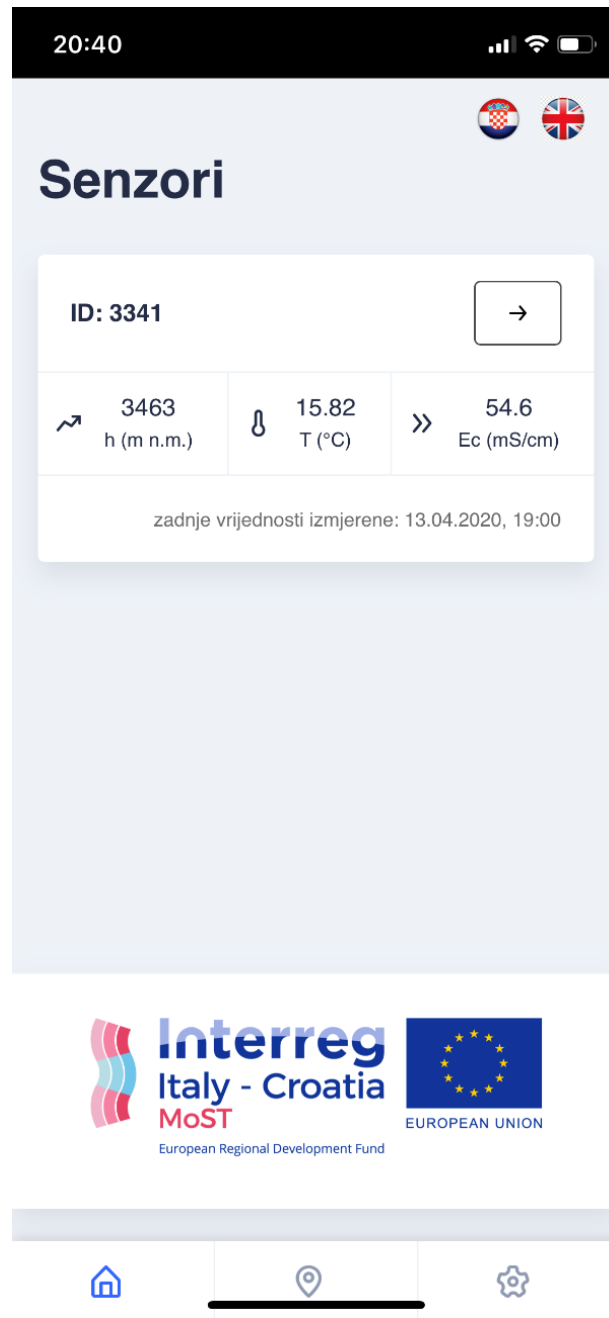 20:40
Senzori
ID: 3341
3463
h (m n.m.)
15.82
T (°C)
54.6
Ec (mS/cm)
zadnje vrijednosti izmjerene: 13.04.2020, 19:00
Interreg
Italy - Croatia
MoST
European Regional Development Fund
EUROPEAN UNION